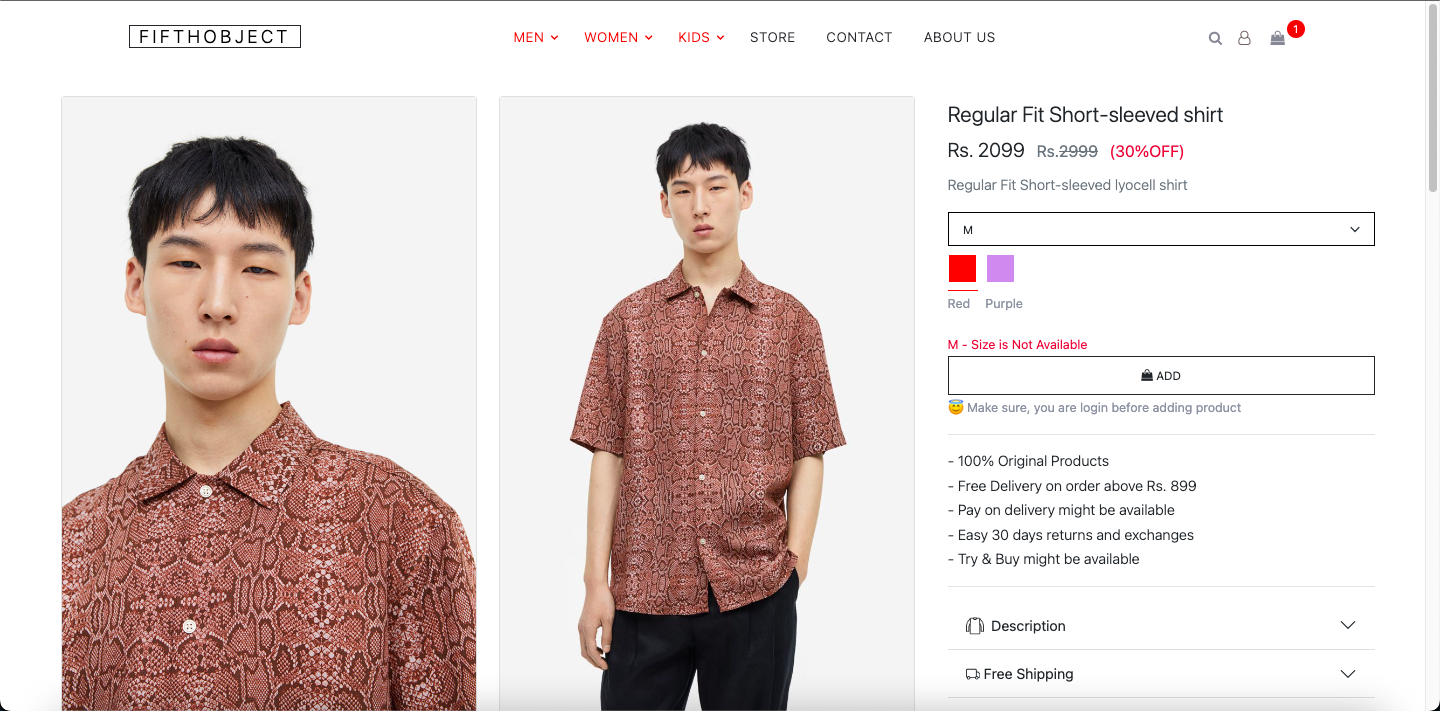 FIFTHOBJECT
MEN WOMEN KIDS STORE CONTACT ABOUT US
1
Regular Fit Short-sleeved shirt
Rs. 2099 Rs.2999 (30%OFF)
Regular Fit Short-sleeved lyocell shirt
M
Red Purple
M - Size is Not Available
ADD
😇 Make sure, you are login before adding product
- 100% Original Products
- Free Delivery on order above Rs. 899
- Pay on delivery might be available
- Easy 30 days returns and exchanges
- Try & Buy might be available
Description
Free Shipping